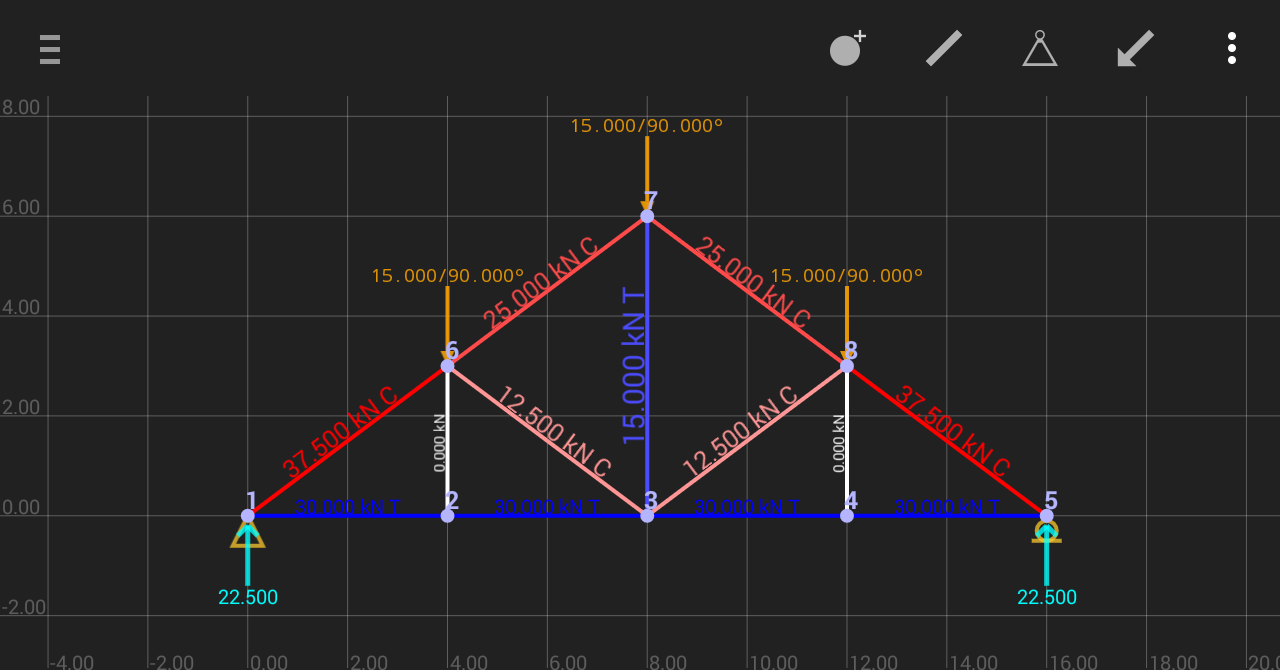 8.00
15.000/90.000°
7
6.00
15.000/90.000°
25.000 kN C
25.000 kN C
15.000/90.000°
4.00
15.000 kN T
6
8
2.00
37.500 kN C
0.000 kN
12.500 kN C
12.500 kN C
0.000 kN
37.500 kN C
0.00
1
30.000 kN T
2
30.000 kN T
3
30.000 kN T
4
30.000 kN T
5
22.500
22.500
-2.00
-4.00
-2.00
0.00
2.00
4.00
6.00
8.00
10.00
12.00
14.00
16.00
18.00